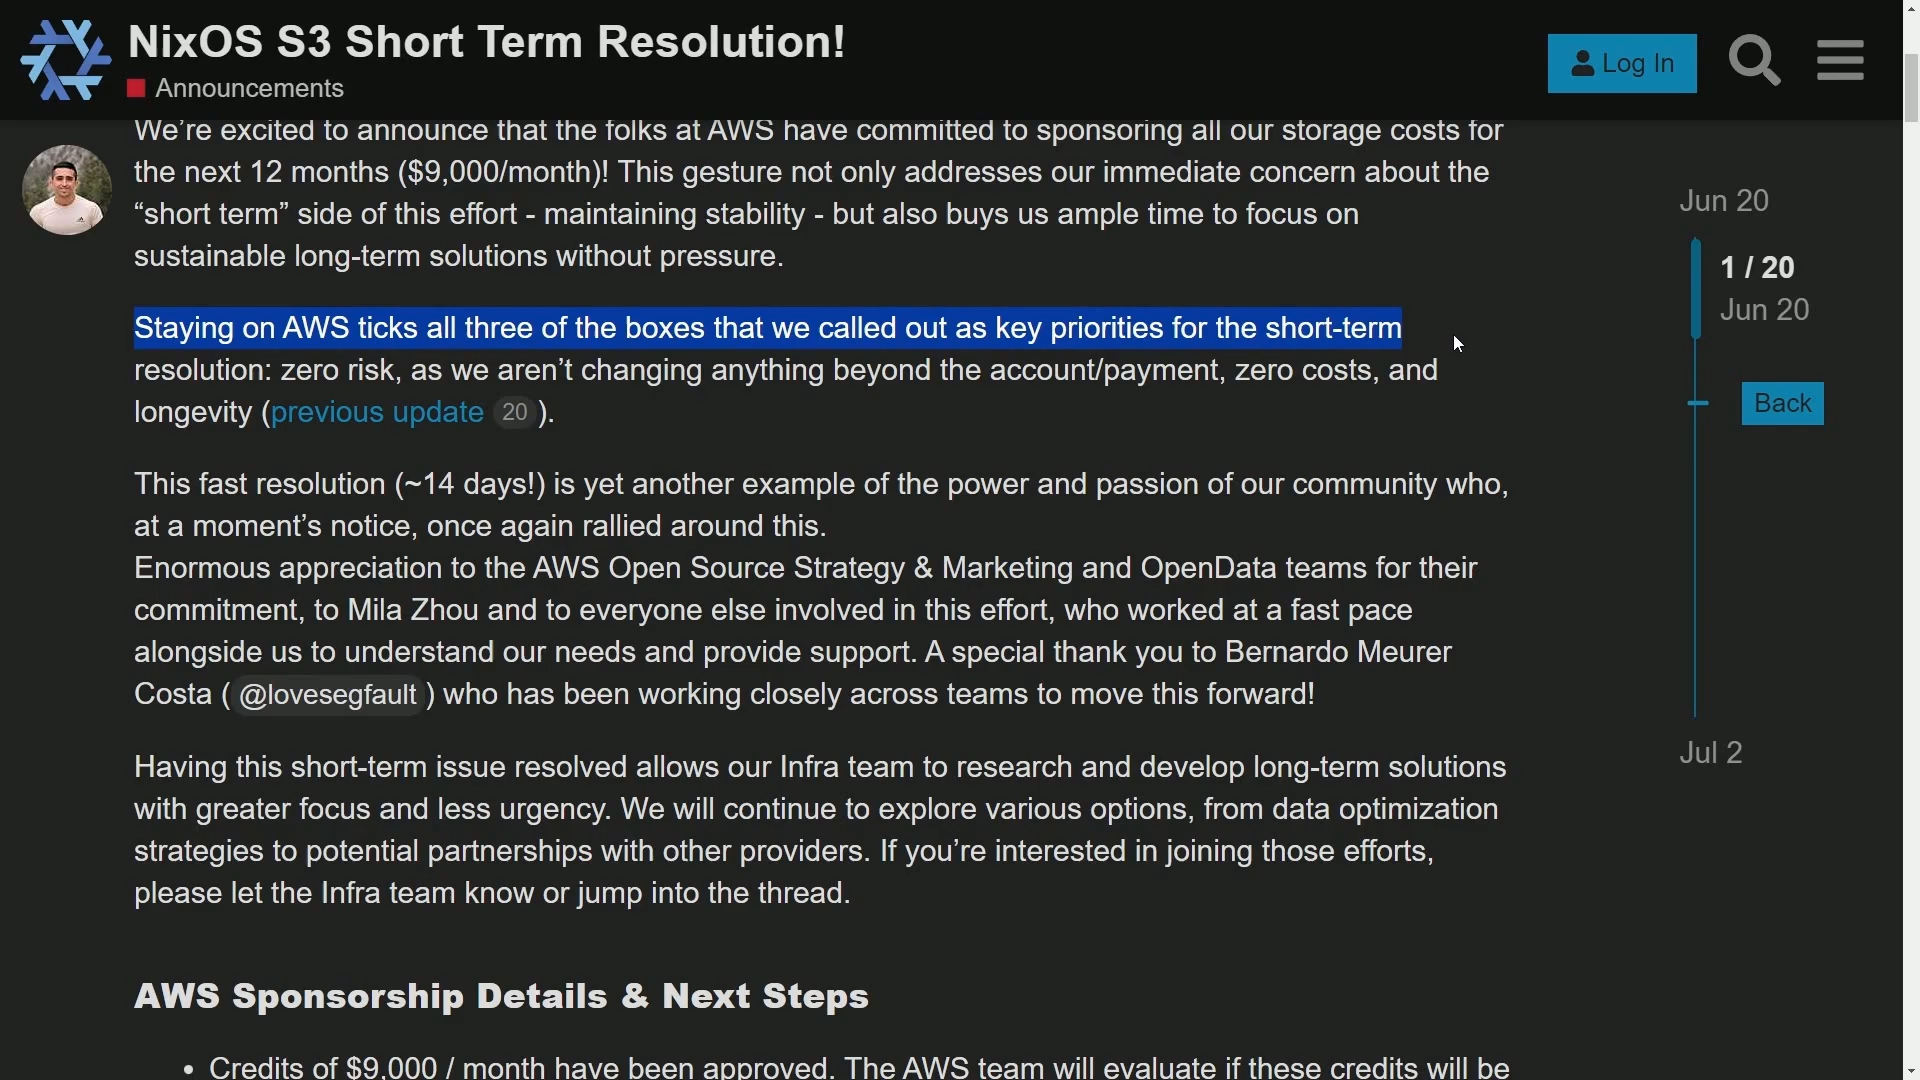 NixOS S3 Short Term Resolution!
Announcements
Log In
We're excited to announce that the folks at AWS have committed to sponsoring all our storage costs for
the next 12 months ($9,000/month)! This gesture not only addresses our immediate concern about the
“short term” side of this effort - maintaining stability - but also buys us ample time to focus on
sustainable long-term solutions without pressure.
Staying on AWS ticks all three of the boxes that we called out as key priorities for the short-term
resolution: zero risk, as we aren’t changing anything beyond the account/payment, zero costs, and
longevity (previous update 20 ).
This fast resolution (~14 days!) is yet another example of the power and passion of our community who,
at a moment’s notice, once again rallied around this.
Enormous appreciation to the AWS Open Source Strategy & Marketing and OpenData teams for their
commitment, to Mila Zhou and to everyone else involved in this effort, who worked at a fast pace
alongside us to understand our needs and provide support. A special thank you to Bernardo Meurer
Costa ( @lovesegfault ) who has been working closely across teams to move this forward!
Having this short-term issue resolved allows our Infra team to research and develop long-term solutions
with greater focus and less urgency. We will continue to explore various options, from data optimization
strategies to potential partnerships with other providers. If you’re interested in joining those efforts,
please let the Infra team know or jump into the thread.
AWS Sponsorship Details & Next Steps
• Credits of $9,000 / month have been approved. The AWS team will evaluate if these credits will be
Jun 20
1 / 20
Jun 20
Back
Jul 2